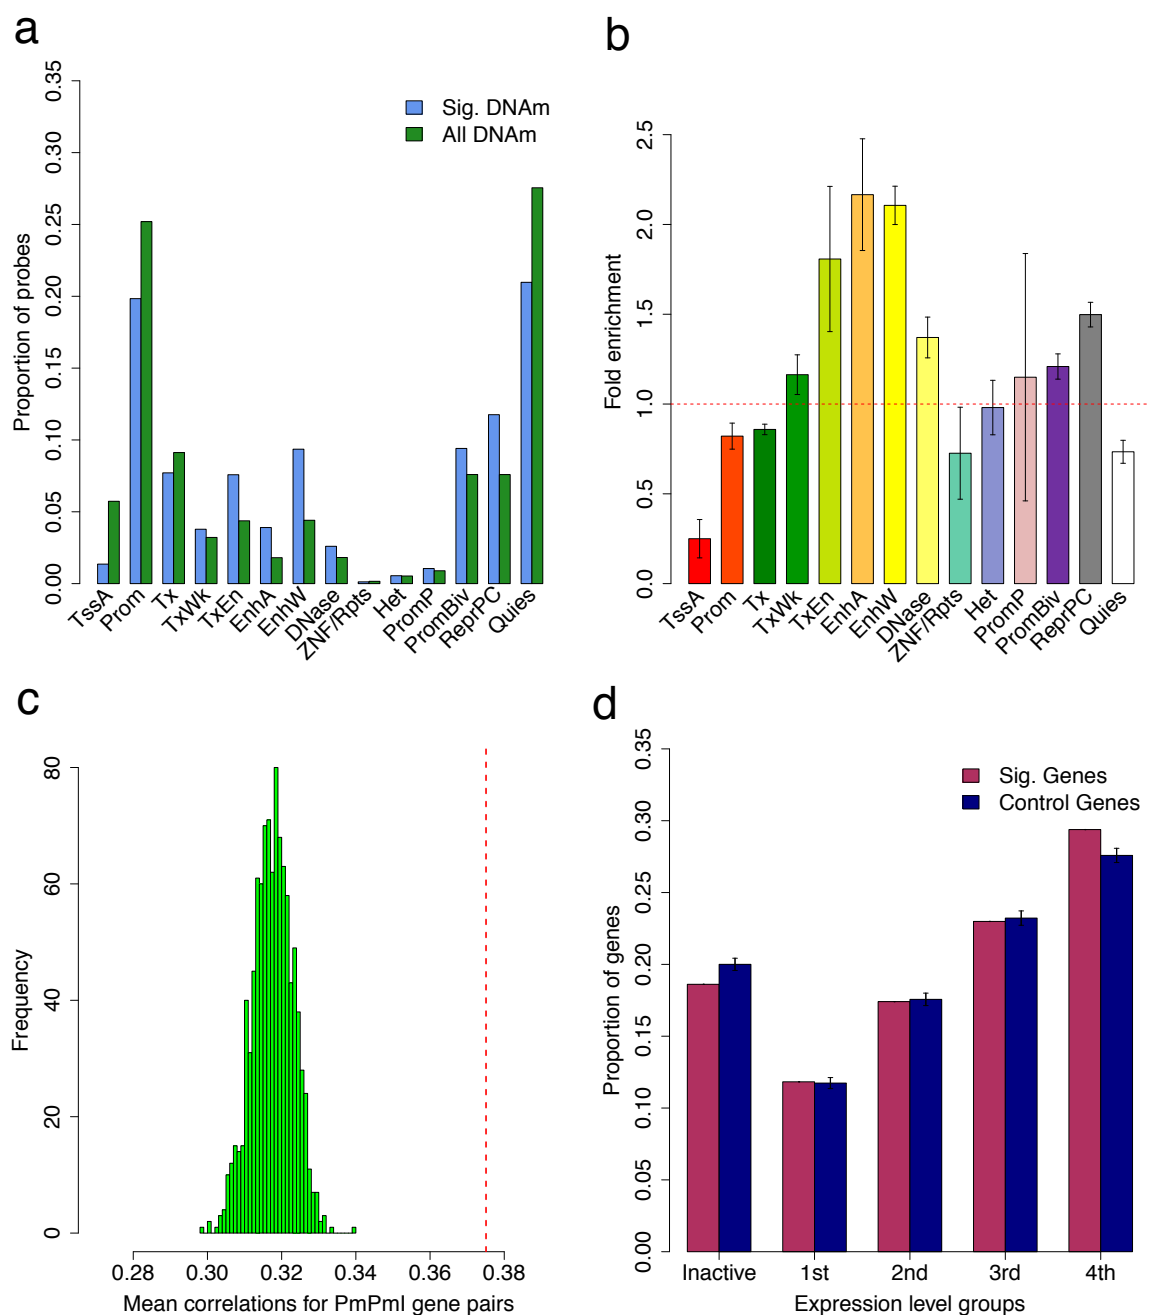 a
Proportion of probes
0.00 0.05 0.10 0.15 0.20 0.25 0.30 0.35
Sig. DNAm
All DNAm
TssA Prom Tx TxWk TxEn EnhA EnhW DNase ZNF/Rpts Het PromP PromBiv ReprPC Quies
b
Fold enrichment
0.0 0.5 1.0 1.5 2.0 2.5
TssA Prom Tx TxWk TxEn EnhA EnhW DNase ZNF/Rpts Het PromP PromBiv ReprPC Quies
c
Frequency
0 20 40 60 80
0.28 0.30 0.32 0.34 0.36 0.38
Mean correlations for PmPmI gene pairs
d
Proportion of genes
0.00 0.05 0.10 0.15 0.20 0.25 0.30 0.35
Sig. Genes
Control Genes
Inactive 1st 2nd 3rd 4th
Expression level groups